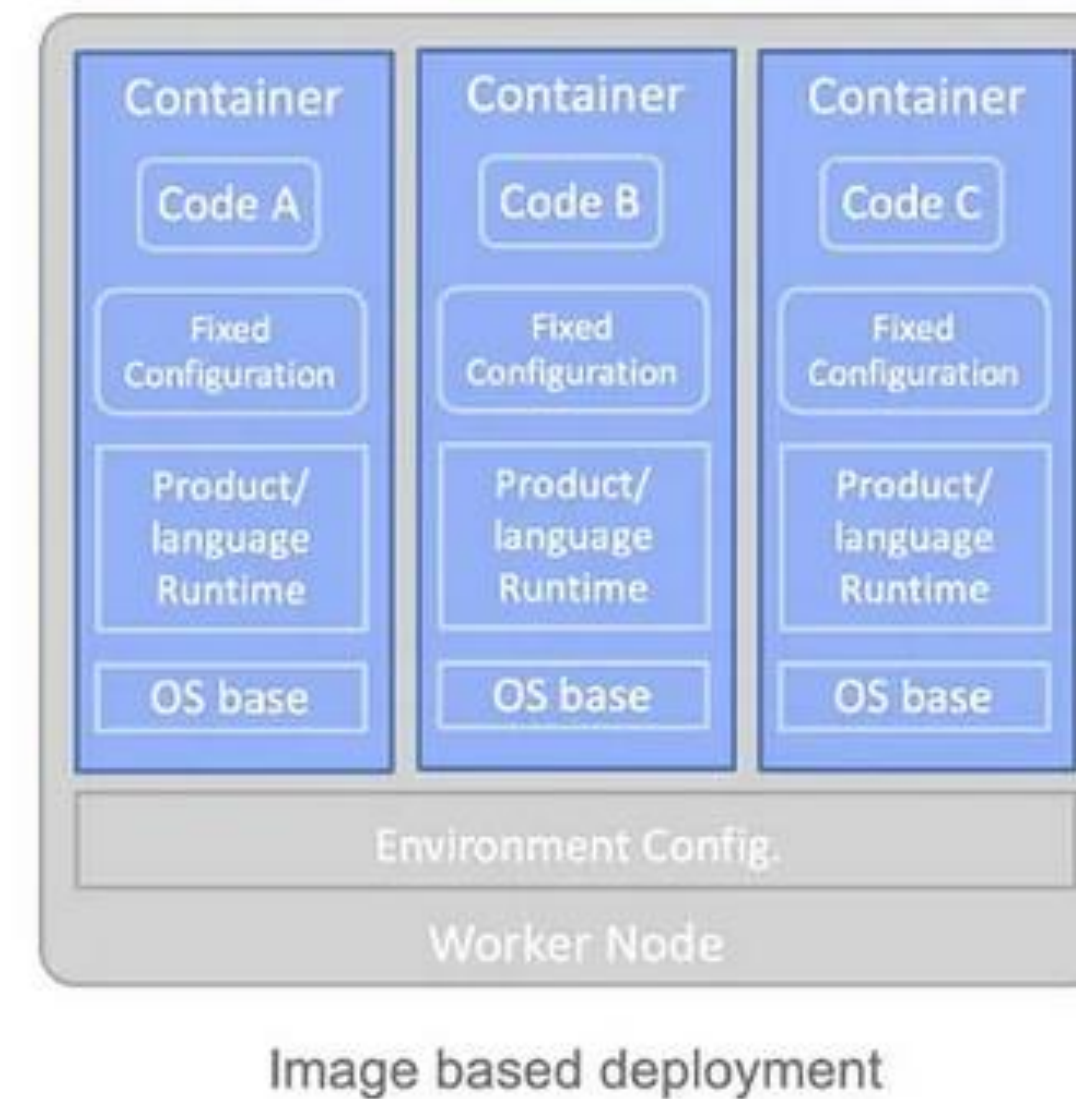 Container
Code A
Fixed
Configuration
Product/
language
Runtime
OS base
Container
Code B
Fixed
Configuration
Product/
language
Runtime
OS base
Container
Code C
Fixed
Configuration
Product/
language
Runtime
OS base
Environment Config.
Worker Node
Image based deployment